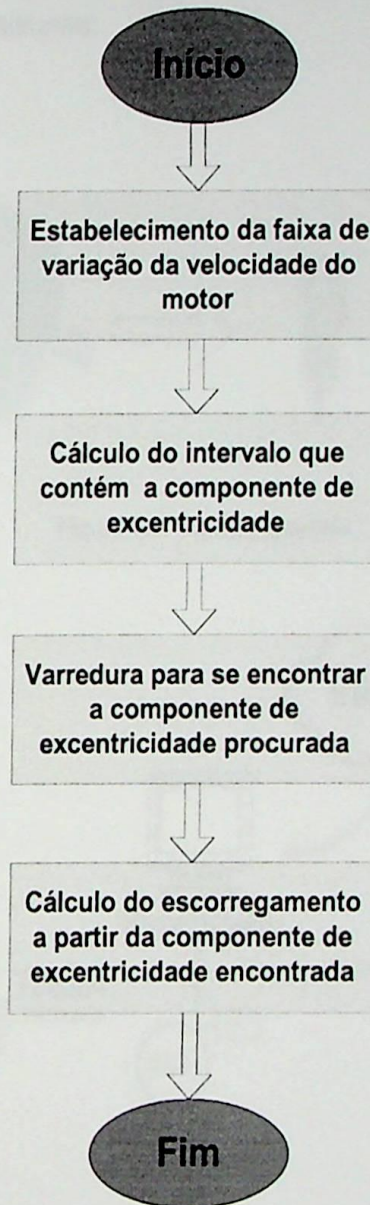 Início
Estabelecimento da faixa de
variação da velocidade do
motor
Cálculo do intervalo que
contém a componente de
excentricidade
Varredura para se encontrar
a componente de
excentricidade procurada
Cálculo do escorregamento
a partir da componente de
excentricidade encontrada
Fim